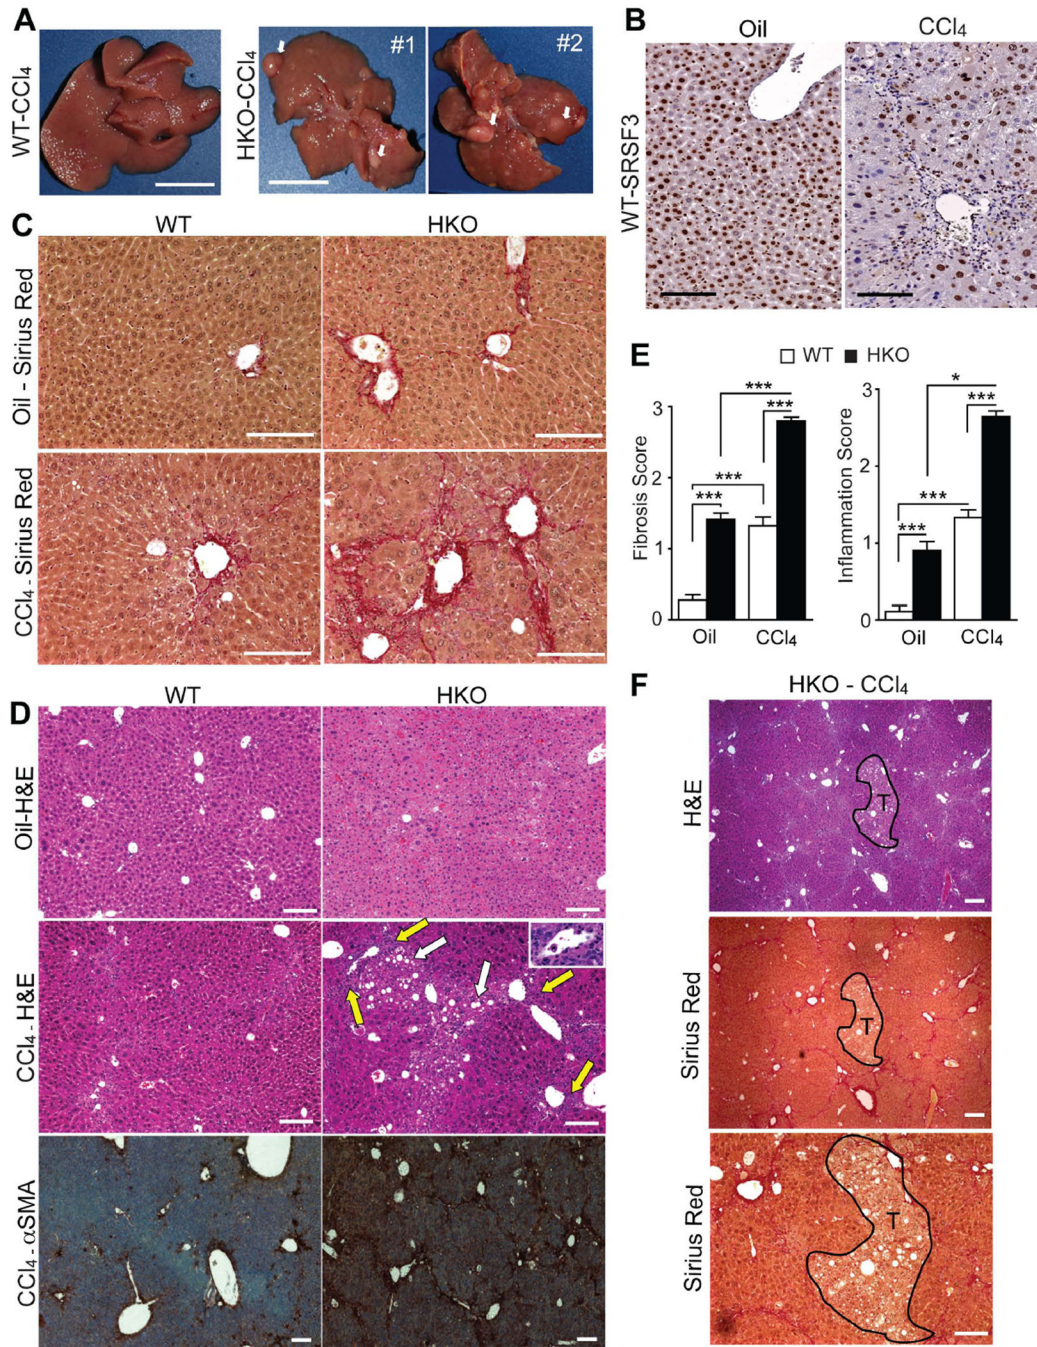 A
WT-CCl₄
HKO-CCl₄
#1
#2
B
Oil
CCl₄
WT-SRSF3
C
WT
HKO
Oil - Sirius Red
CCl₄ - Sirius Red
E
WT
HKO
Fibrosis Score
3
2
1
0
***
***
***
***
Oil
CCl₄
Inflammation Score
3
2
1
0
*
***
***
***
Oil
CCl₄
D
WT
HKO
Oil-H&E
CCl₄ - H&E
CCl₄ - αSMA
F
HKO - CCl₄
H&E
T
Sirius Red
T
Sirius Red
T